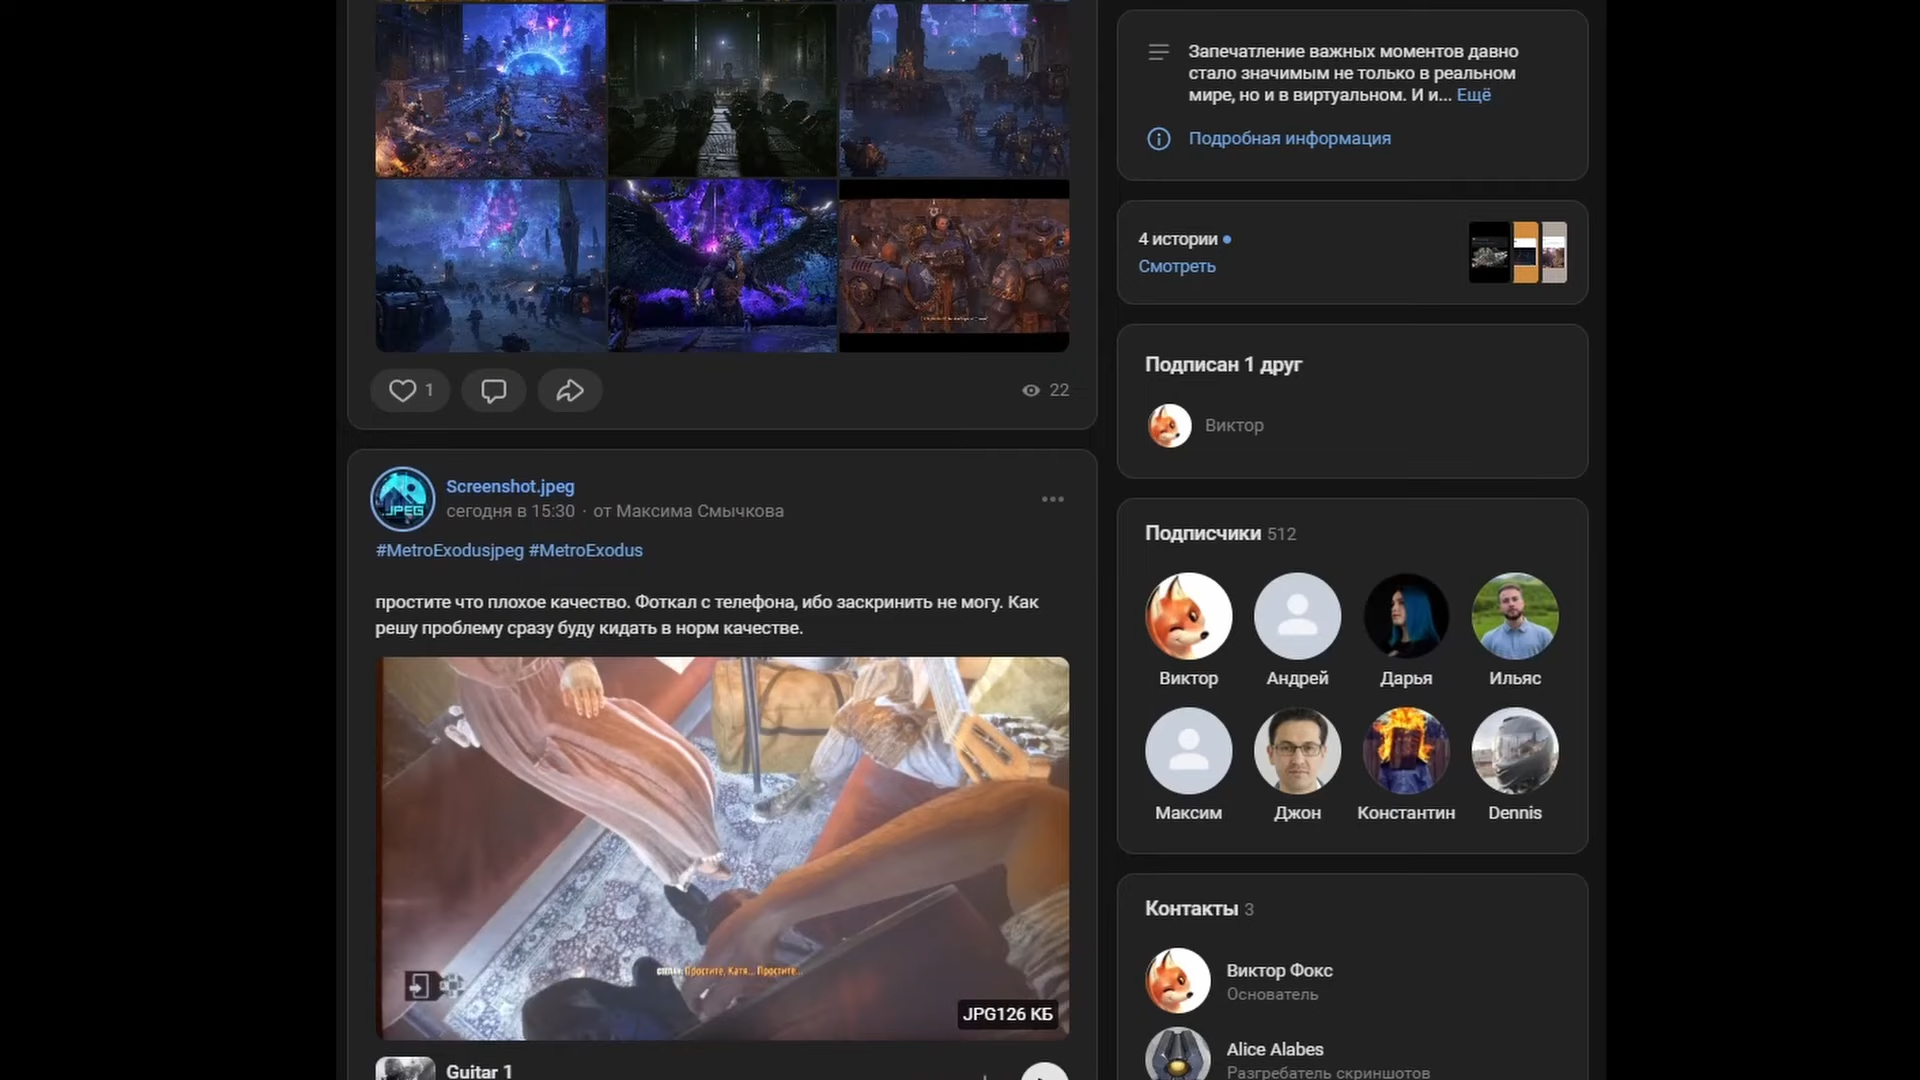 1
22
Screenshot.jpeg
сегодня в 15:30 · от Максима Смычкова
#MetroExodusjpeg #MetroExodus
простите что плохое качество. Фоткал с телефона, ибо заскринить не могу. Как
решу проблему сразу буду кидать в норм качестве.
Простите, Катя... Простите...
JPG126 КБ
Guitar 1
Запечатление важных моментов давно
стало значимым не только в реальном
мире, но и в виртуальном. И и... Ещё
Подробная информация
4 истории
Смотреть
Подписан 1 друг
Виктор
Подписчики 512
Виктор
Андрей
Дарья
Ильяс
Максим
Джон
Константин
Dennis
Контакты 3
Виктор Фокс
Основатель
Alice Alabes
Разгребатель скриншотов